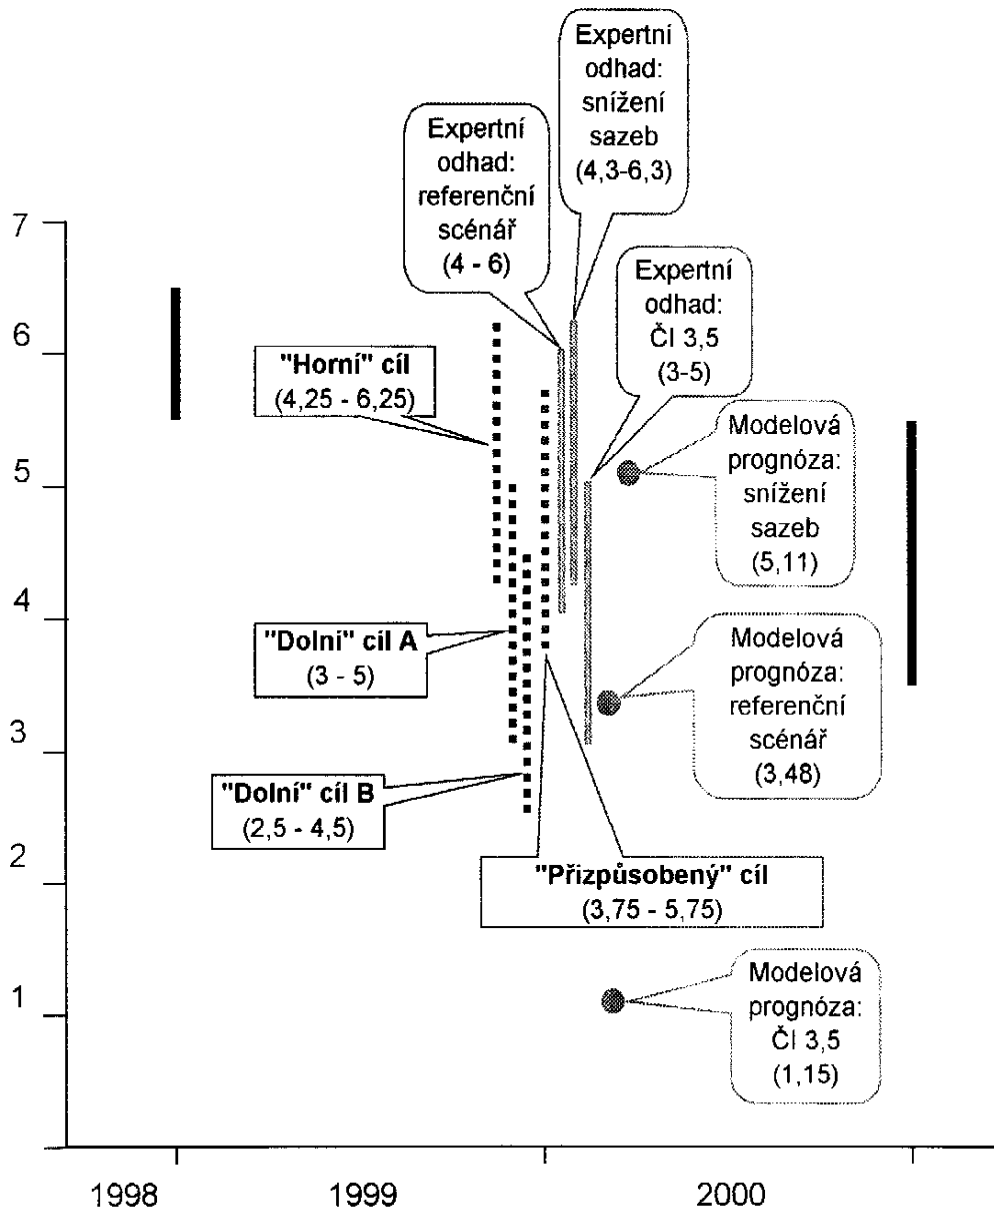 Expertní
odhad:
snížení
sazeb
(4,3-6,3)
Expertní
odhad:
referenční
scénář
(4 - 6)
Expertní
odhad:
ČI 3,5
(3-5)
"Horní" cíl
(4,25 - 6,25)
Modelová
prognóza:
snížení
sazeb
(5,11)
"Dolní" cíl A
(3 - 5)
Modelová
prognóza:
referenční
scénář
(3,48)
"Dolní" cíl B
(2,5 - 4,5)
"Přizpůsobený" cíl
(3,75 - 5,75)
Modelová
prognóza:
ČI 3,5
(1,15)
7
6
5
4
3
2
1
1998 1999 2000